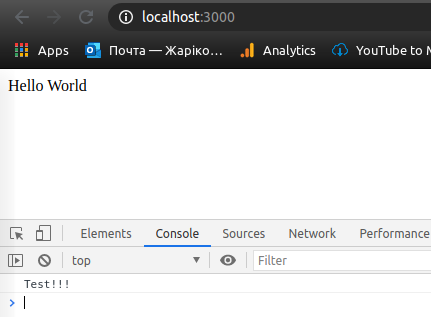 localhost:3000
Apps Почта — Жаріко... Analytics YouTube to M
Hello World
Elements Console Sources Network Performance
top Filter
Test!!!